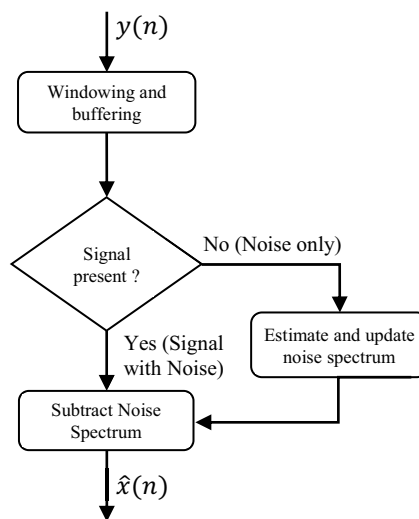 y(n)
Windowing and
buffering
Signal
present ?
No (Noise only)
Estimate and update
noise spectrum
Yes (Signal
with Noise)
Subtract Noise
Spectrum
x̂(n)